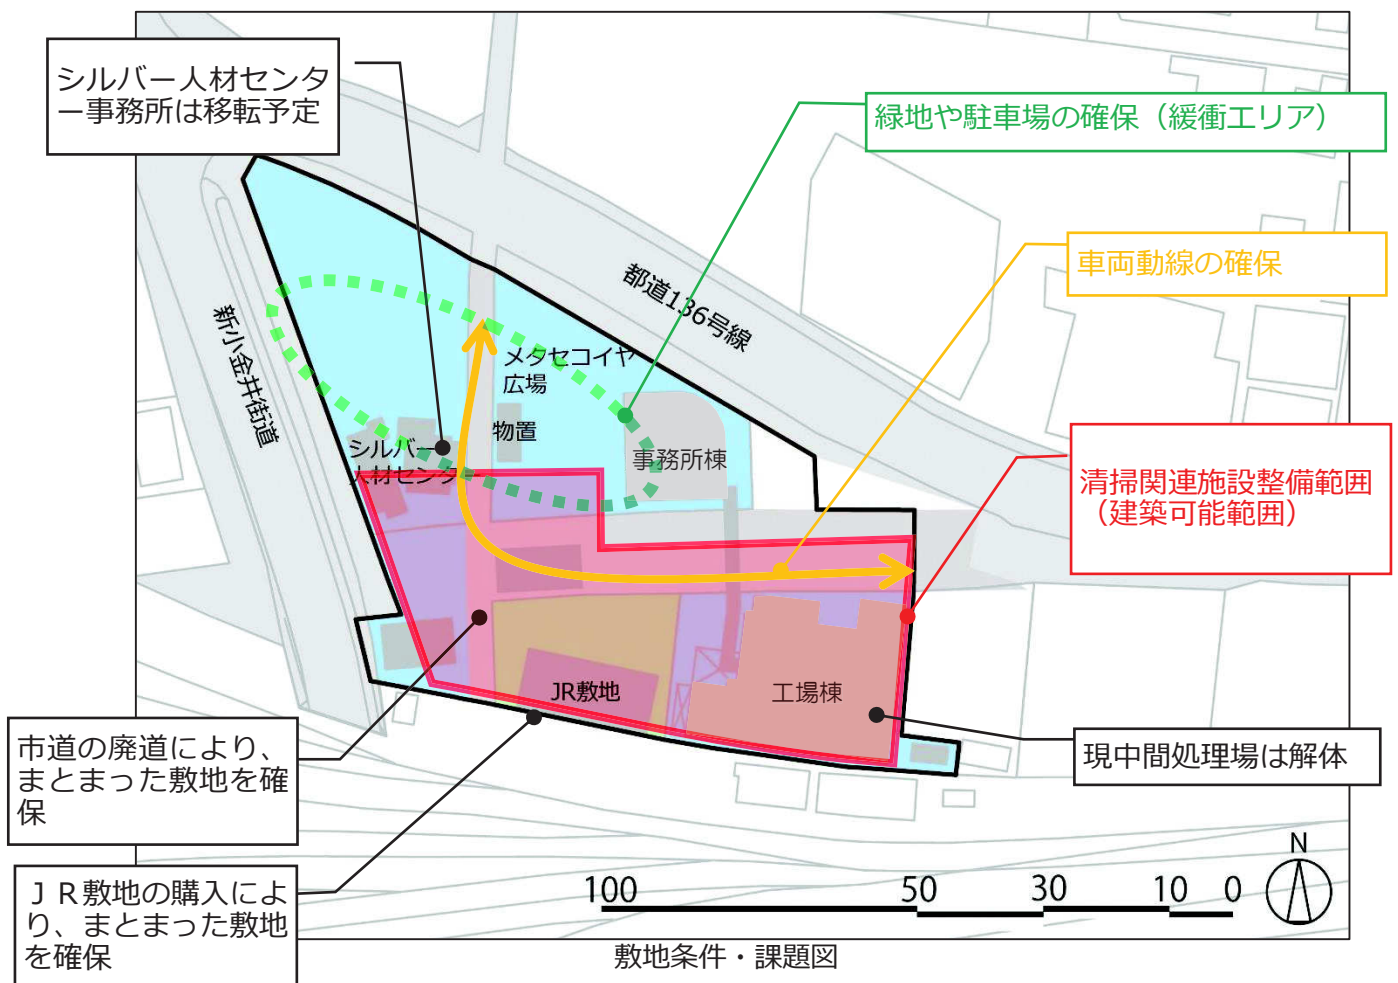 シルバー人材センタ
ー事務所は移転予定
緑地や駐車場の確保（緩衝エリア）
車両動線の確保
都道136号線
新小金井街道
メタセコイヤ
広場
物置
シルバー
人材センター
事務所棟
清掃関連施設整備範囲
（建築可能範囲）
JR敷地
工場棟
市道の廃道により、
まとまった敷地を確
保
現中間処理場は解体
ＪＲ敷地の購入によ
り、まとまった敷地
を確保
100 50 30 10 0
N
敷地条件・課題図